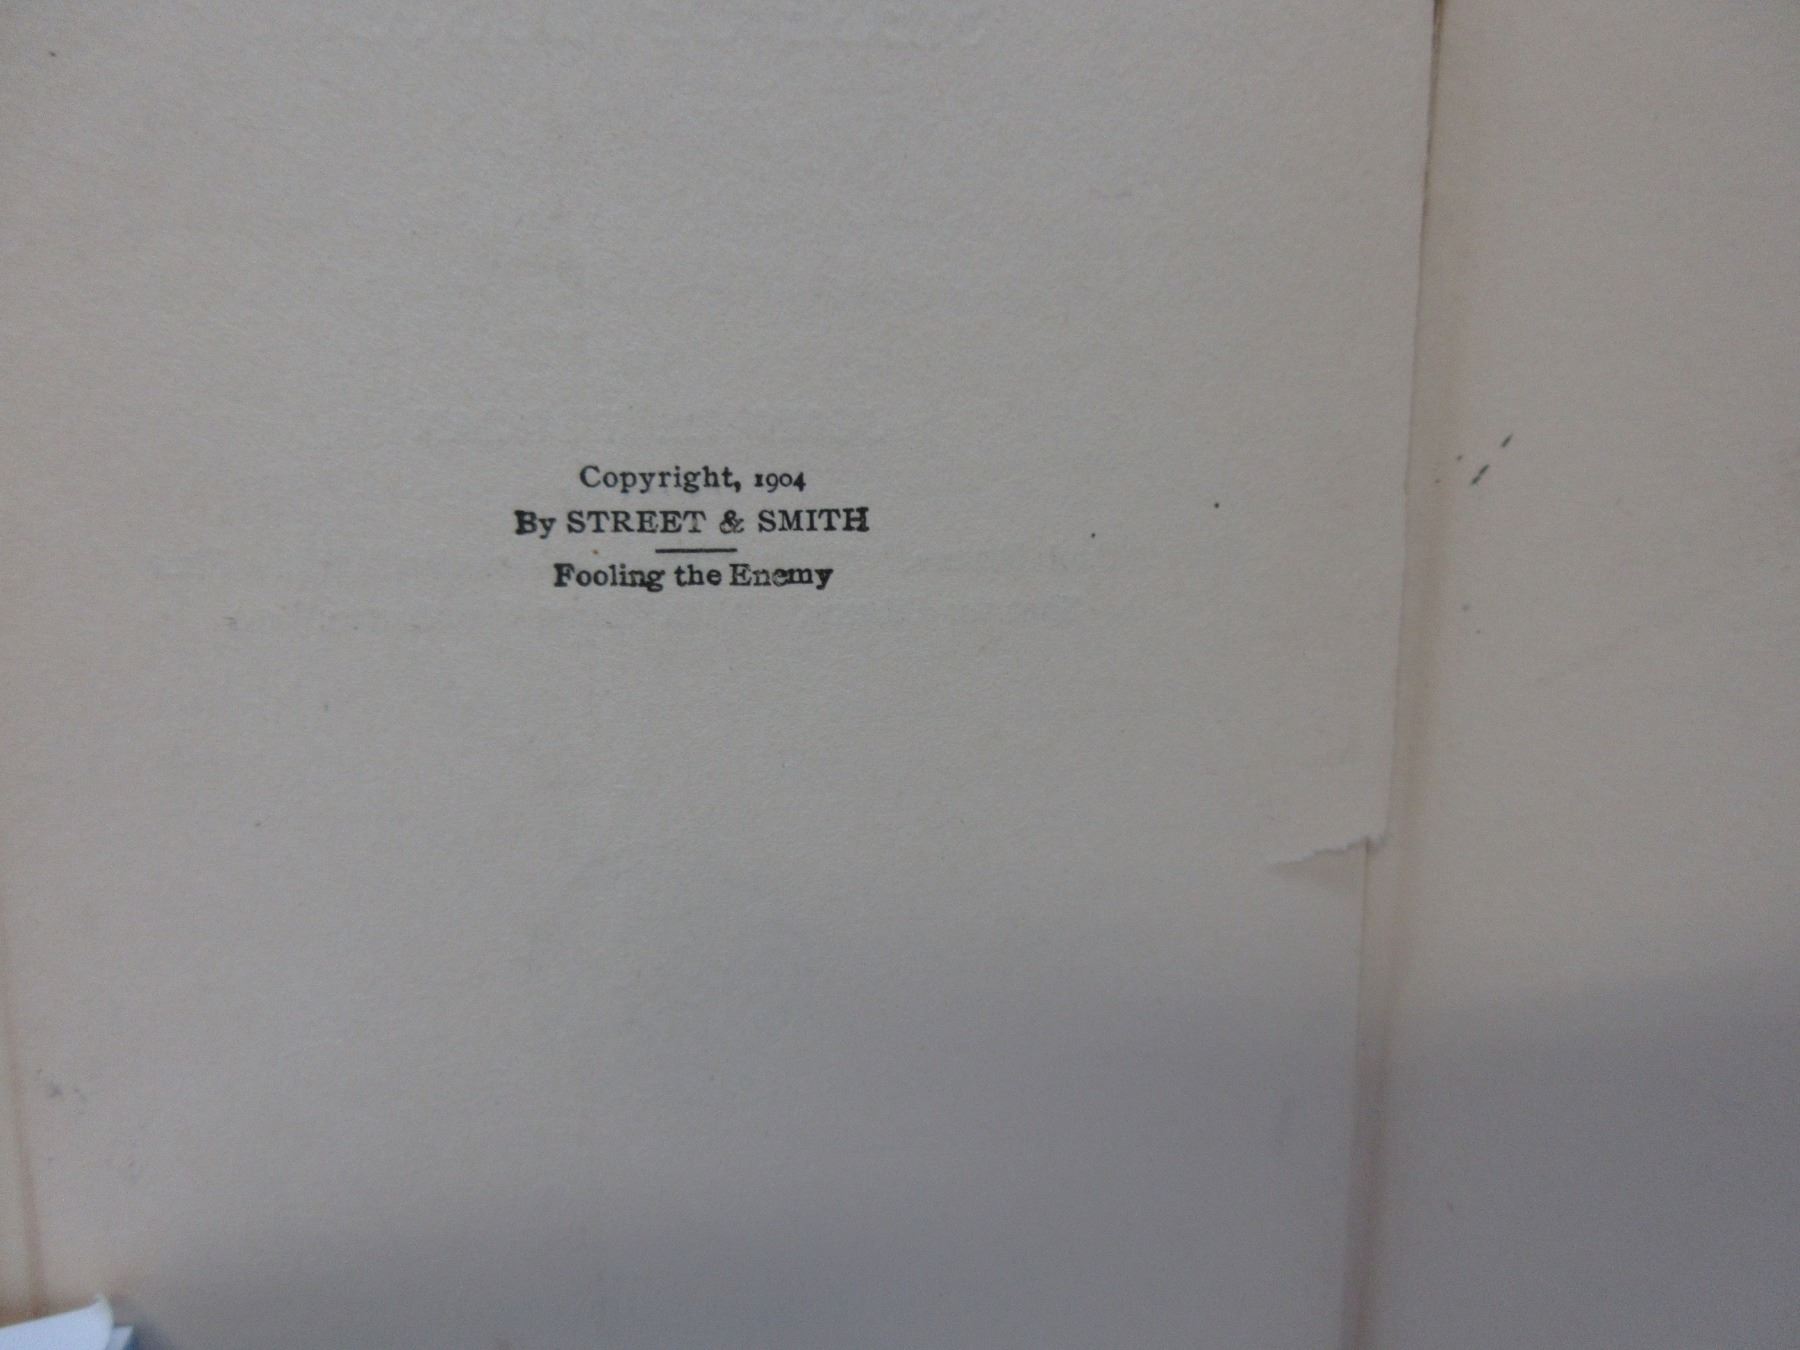 Copyright, 1904
By STREET & SMITH
Fooling the Enemy